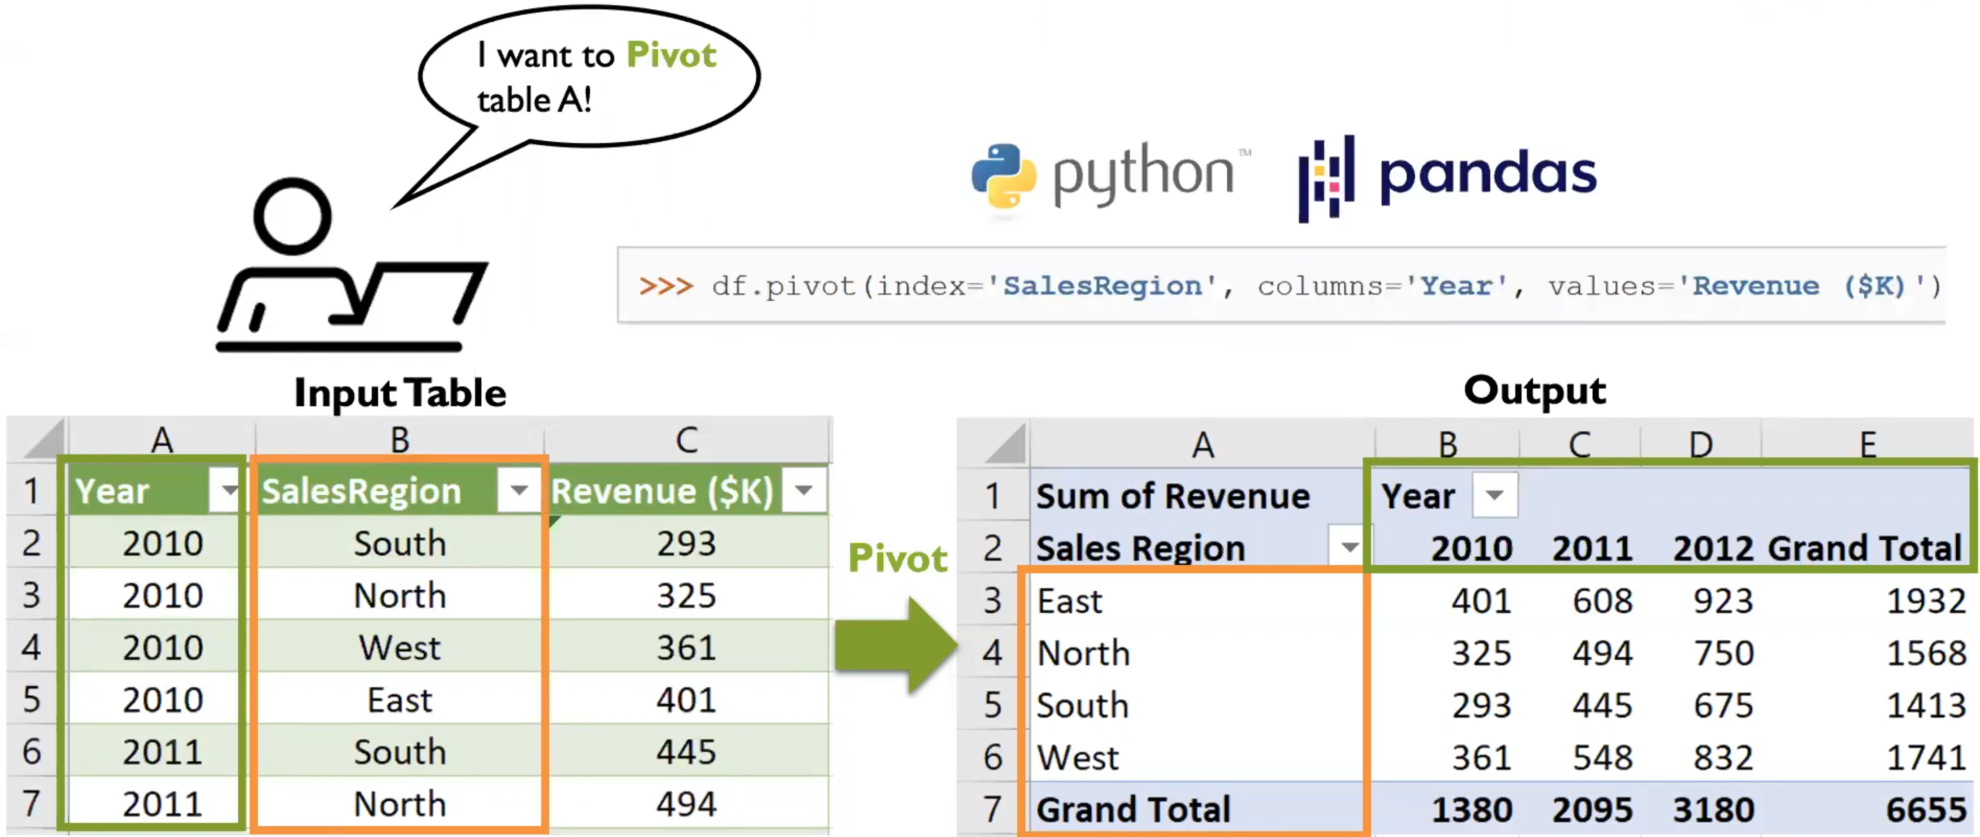 I want to Pivot
table A!
python™ pandas
>>> df.pivot(index='SalesRegion', columns='Year', values='Revenue ($K)')
Input Table
A B C
1 Year SalesRegion Revenue ($K)
2 2010 South 293
3 2010 North 325
4 2010 West 361
5 2010 East 401
6 2011 South 445
7 2011 North 494
Pivot
Output
A B C D E
1 Sum of Revenue Year
2 Sales Region 2010 2011 2012 Grand Total
3 East 401 608 923 1932
4 North 325 494 750 1568
5 South 293 445 675 1413
6 West 361 548 832 1741
7 Grand Total 1380 2095 3180 6655